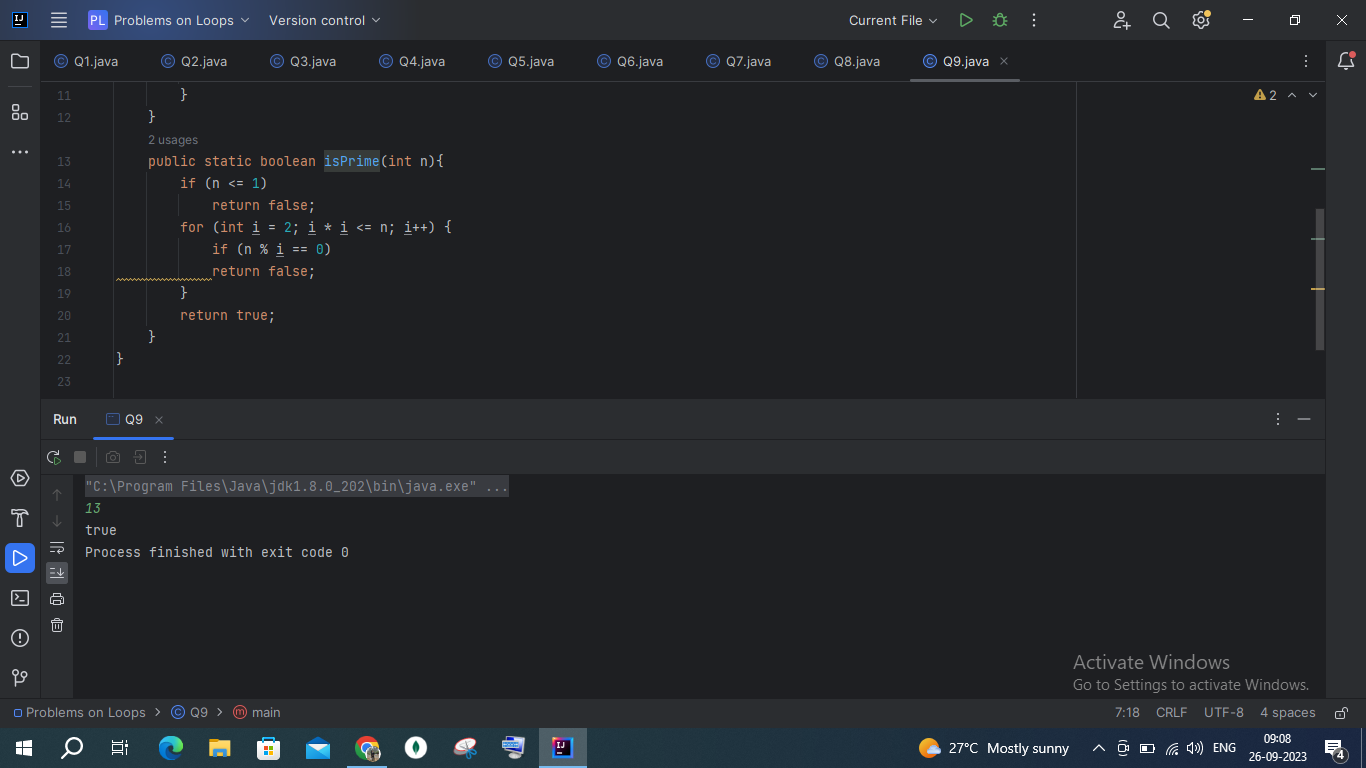 PL Problems on Loops Version control Current File
Q1.java Q2.java Q3.java Q4.java Q5.java Q6.java Q7.java Q8.java Q9.java
11 }
2
12 }
2 usages
13 public static boolean isPrime(int n){
14 if (n <= 1)
15 return false;
16 for (int i = 2; i * i <= n; i++) {
17 if (n % i == 0)
18 return false;
19 }
20 return true;
21 }
22 }
23
Run Q9
"C:\Program Files\Java\jdk1.8.0_202\bin\java.exe" ...
13
true
Process finished with exit code 0
Activate Windows
Go to Settings to activate Windows.
Problems on Loops > Q9 > main 7:18 CRLF UTF-8 4 spaces
27°C Mostly sunny ENG 09:08
26-09-2023 4